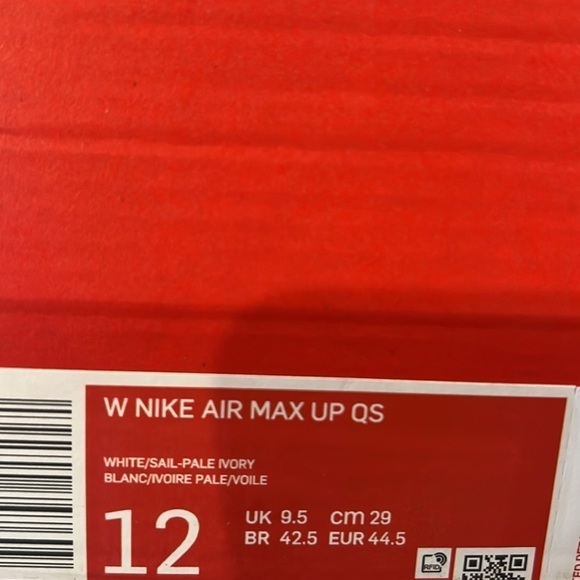 W NIKE AIR MAX UP QS
WHITE/SAIL-PALE IVORY
BLANC/IVOIRE PALE/VOILE
12
UK 9.5 cm 29
BR 42.5 EUR 44.5
RFID